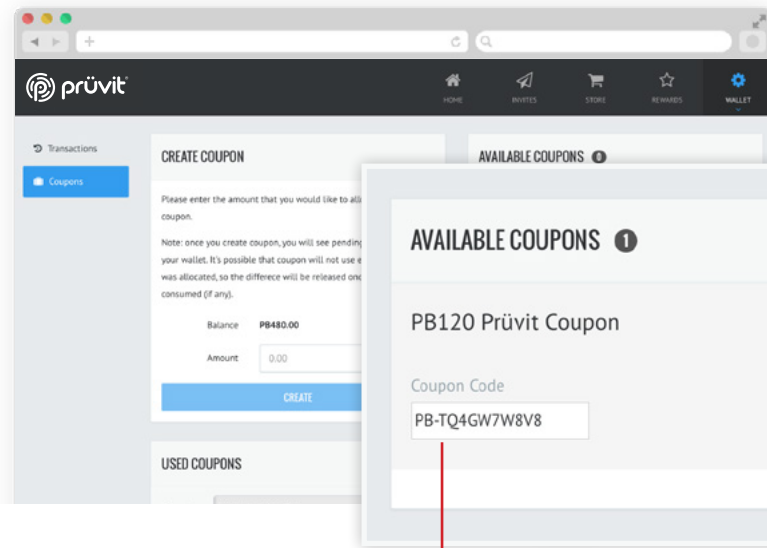 prüvit
HOME
INVITES
STORE
REWARDS
WALLET
Transactions
Coupons
CREATE COUPON
Please enter the amount that you would like to
coupon.
Note: once you create coupon, you will see pending
your wallet. It's possible that coupon will not use
was allocated, so the differece will be released
consumed (if any).
Balance PB480.00
Amount 0.00
CREATE
USED COUPONS
AVAILABLE COUPONS 0
AVAILABLE COUPONS 1
PB120 Prüvit Coupon
Coupon Code
PB-TQ4GW7W8V8